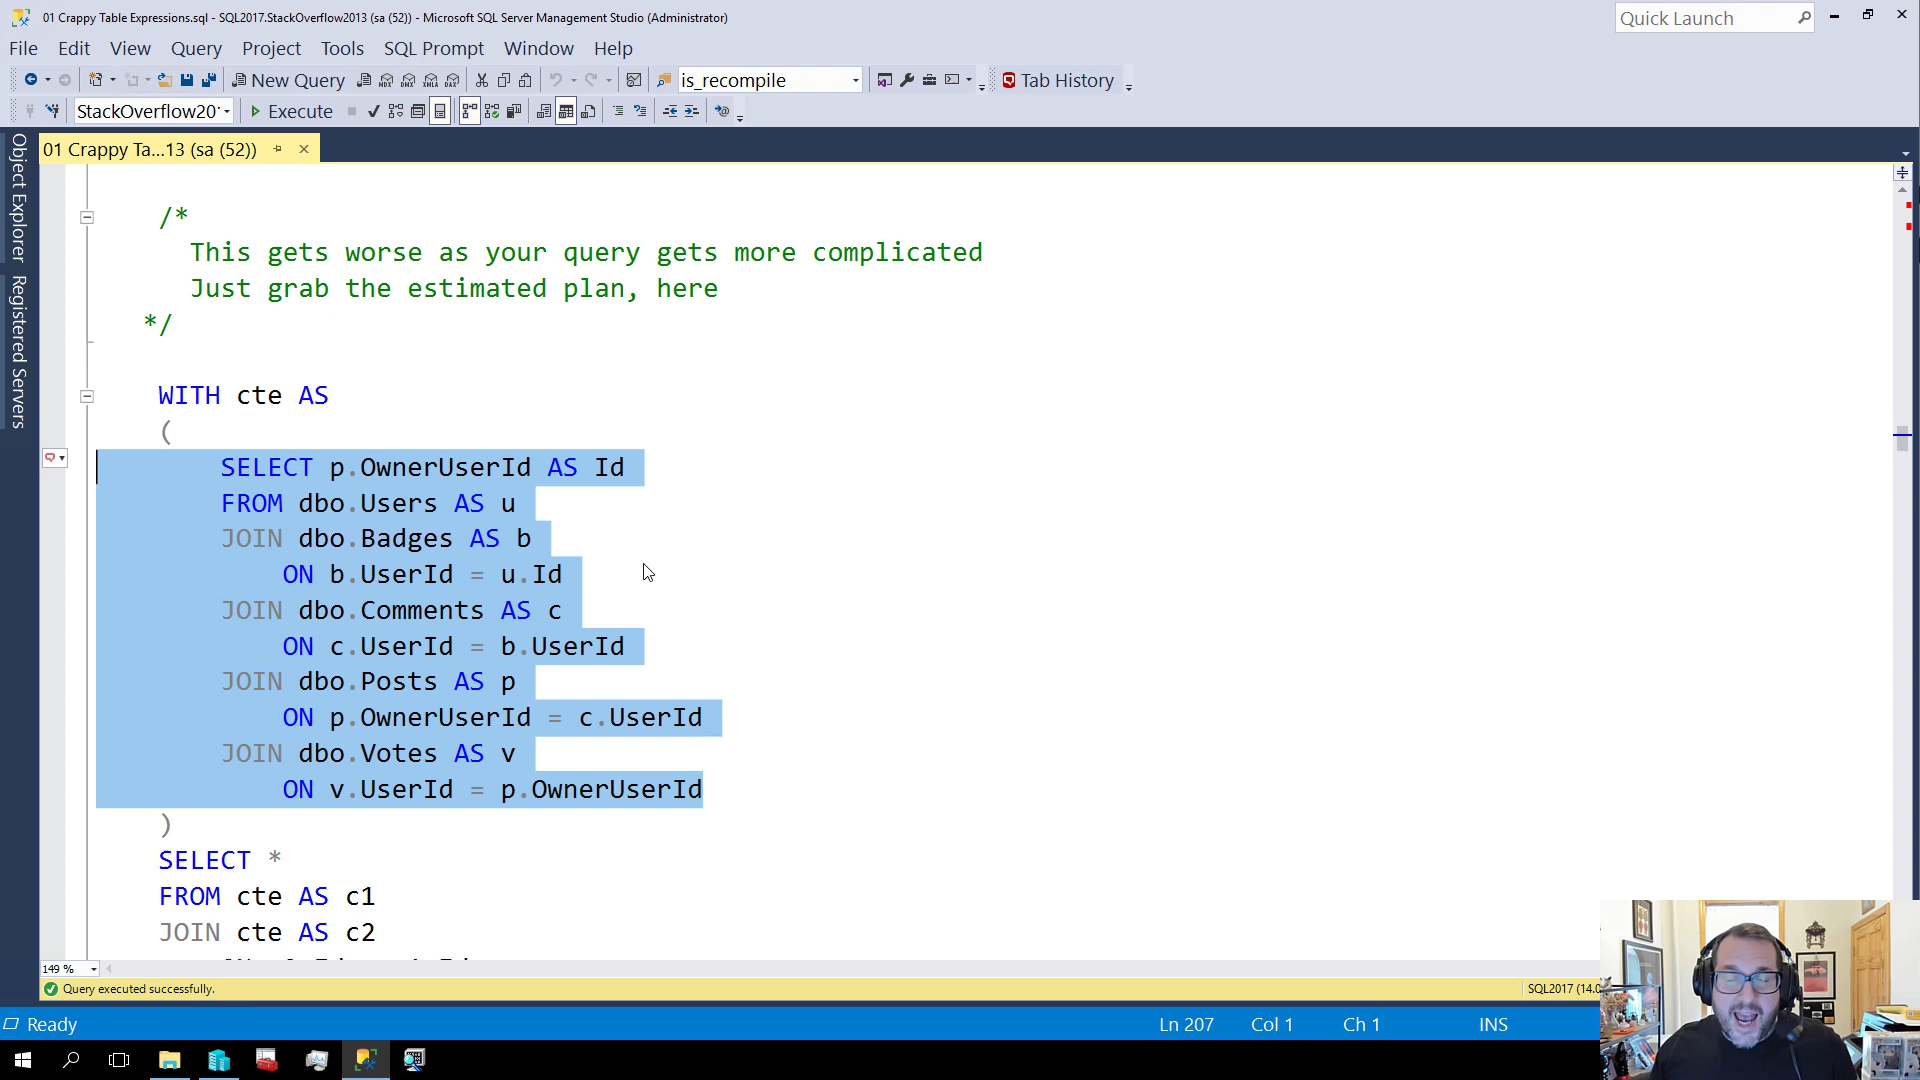 01 Crappy Table Expressions.sql - SQL2017.StackOverflow2013 (sa (52)) - Microsoft SQL Server Management Studio (Administrator)
Quick Launch
File Edit View Query Project Tools SQL Prompt Window Help
New Query
is_recompile
Tab History
StackOverflow20
Execute
01 Crappy Ta...13 (sa (52))
Object Explorer
Registered Servers
/*
This gets worse as your query gets more complicated
Just grab the estimated plan, here
*/
WITH cte AS
(
SELECT p.OwnerUserId AS Id
FROM dbo.Users AS u
JOIN dbo.Badges AS b
ON b.UserId = u.Id
JOIN dbo.Comments AS c
ON c.UserId = b.UserId
JOIN dbo.Posts AS p
ON p.OwnerUserId = c.UserId
JOIN dbo.Votes AS v
ON v.UserId = p.OwnerUserId
)
SELECT *
FROM cte AS c1
JOIN cte AS c2
149 %
Query executed successfully.
SQL2017 (14.0
Ready
Ln 207 Col 1 Ch 1 INS